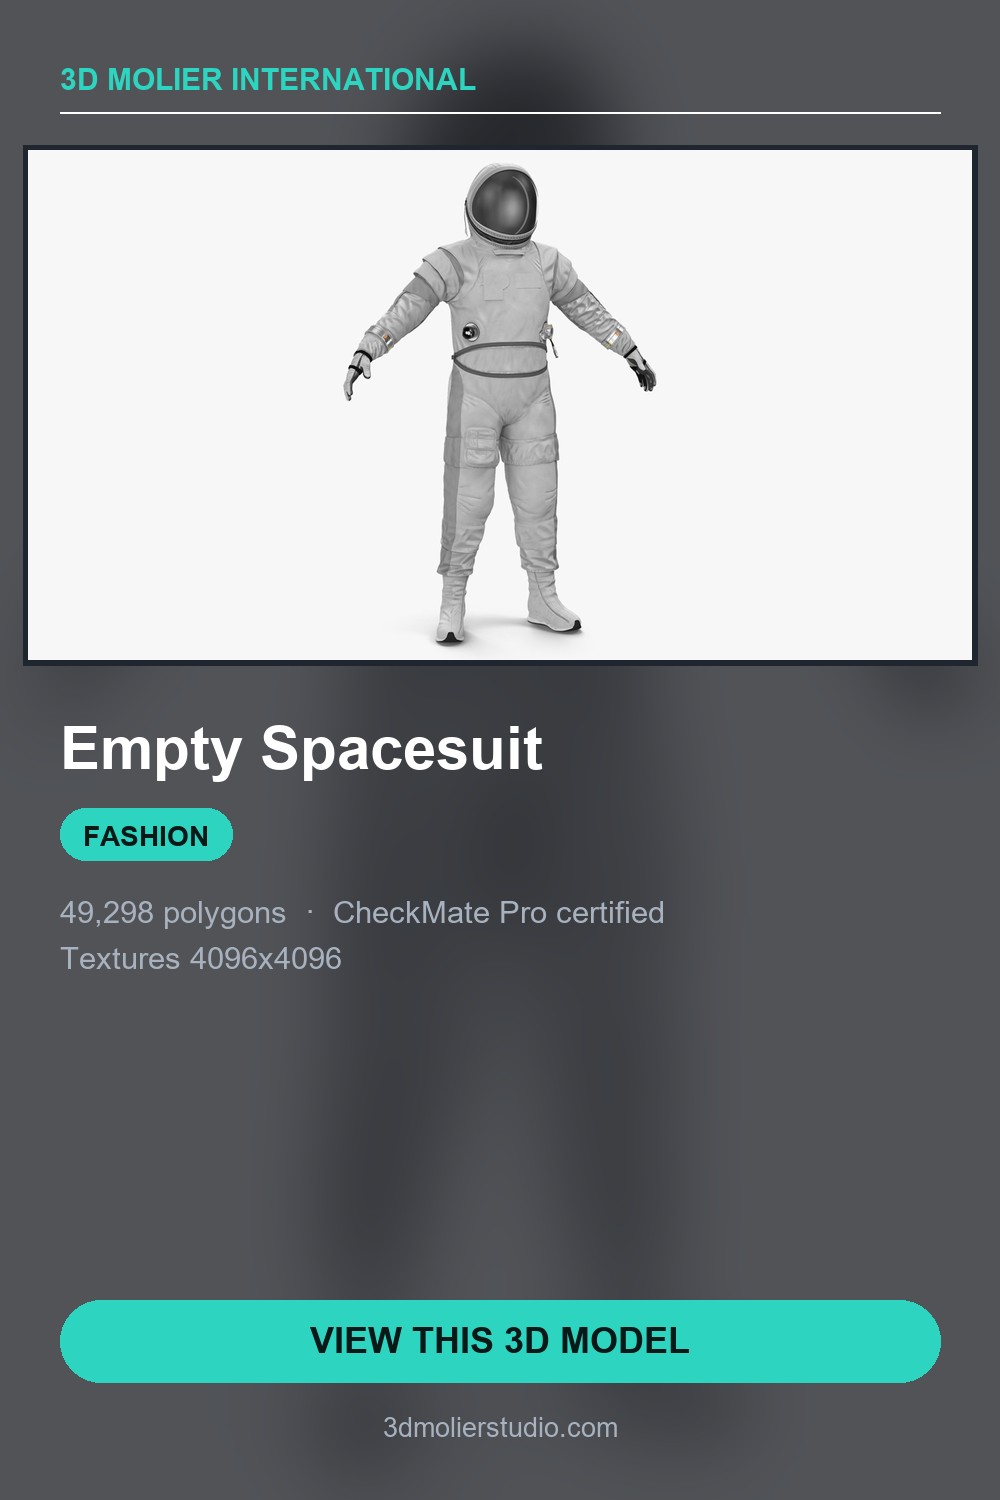 3D MOLIER INTERNATIONAL
Empty Spacesuit
FASHION
49,298 polygons · CheckMate Pro certified
Textures 4096x4096
VIEW THIS 3D MODEL
3dmolierstudio.com